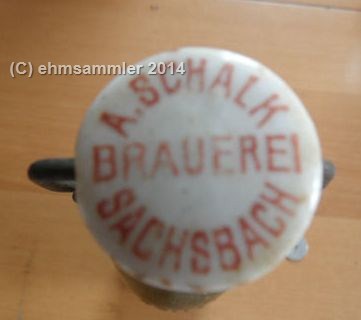 (C) ehmsammler 2014
A. SCHALK
BRAUEREI
SACHSBACH